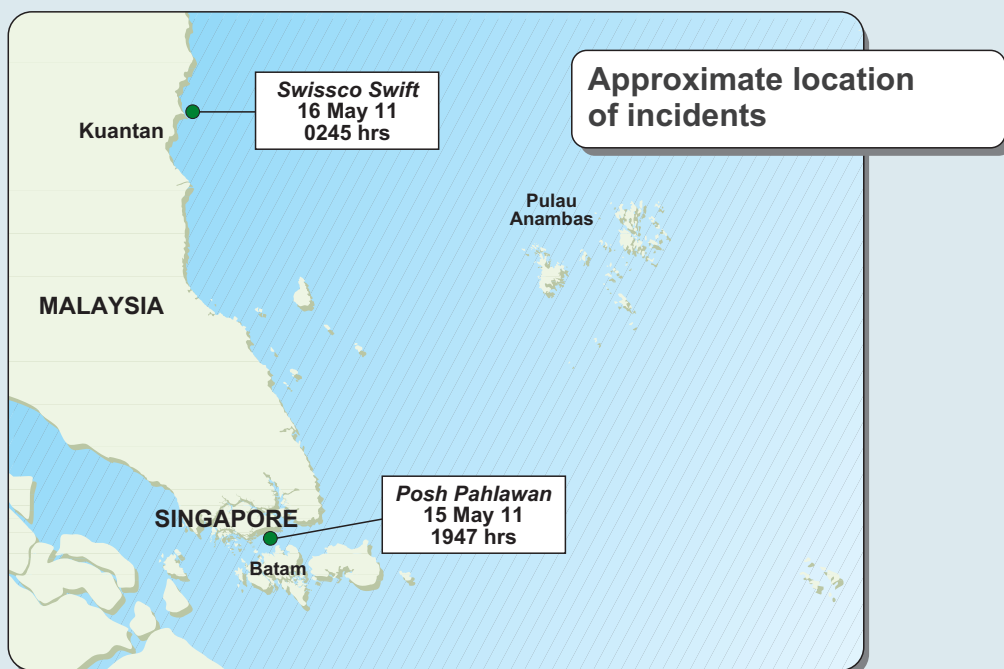 Approximate location
of incidents
Swissco Swift
16 May 11
0245 hrs
Kuantan
Pulau
Anambas
MALAYSIA
Posh Pahlawan
15 May 11
1947 hrs
SINGAPORE
Batam